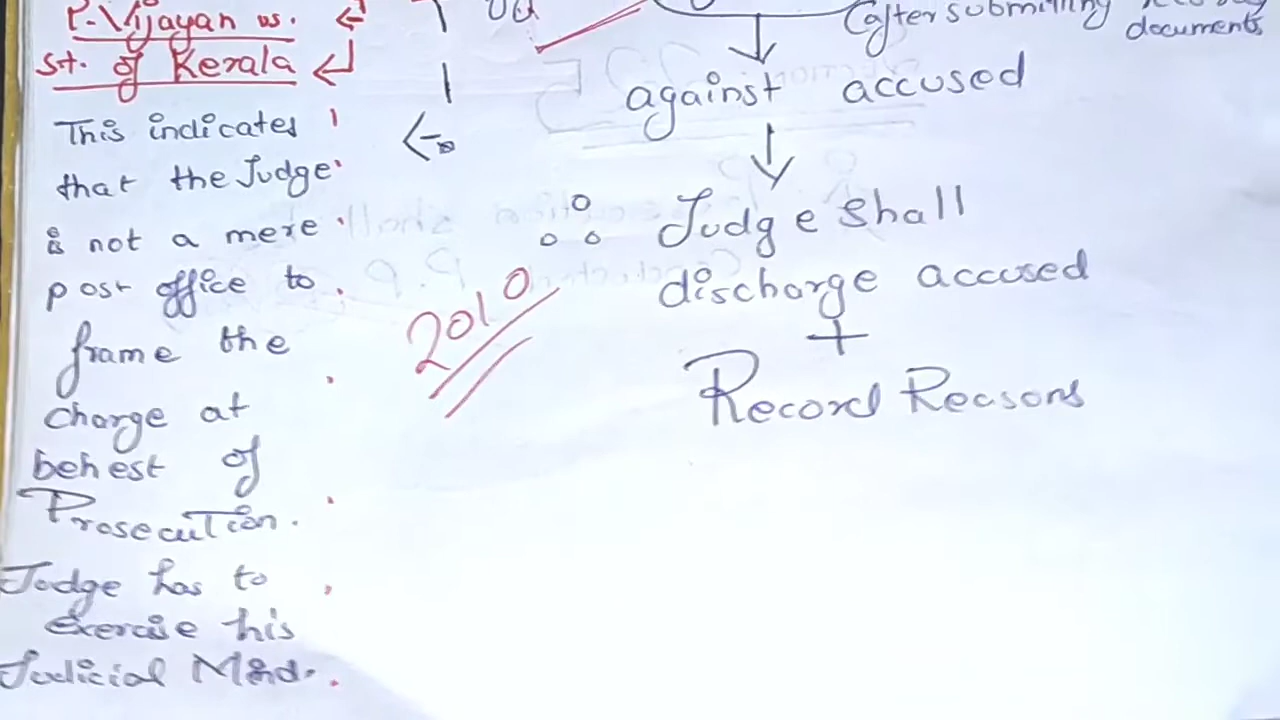 P. Vijayan vs.
St. of Kerala
This indicates
that the Judge
is not a mere
post office to
frame the
charge at
behest of
Prosecution.
Judge has to
exercise his
Judicial Mind.
2010
(after submitting
documents
against accused
Judge shall
discharge accused
+
Record Reasons